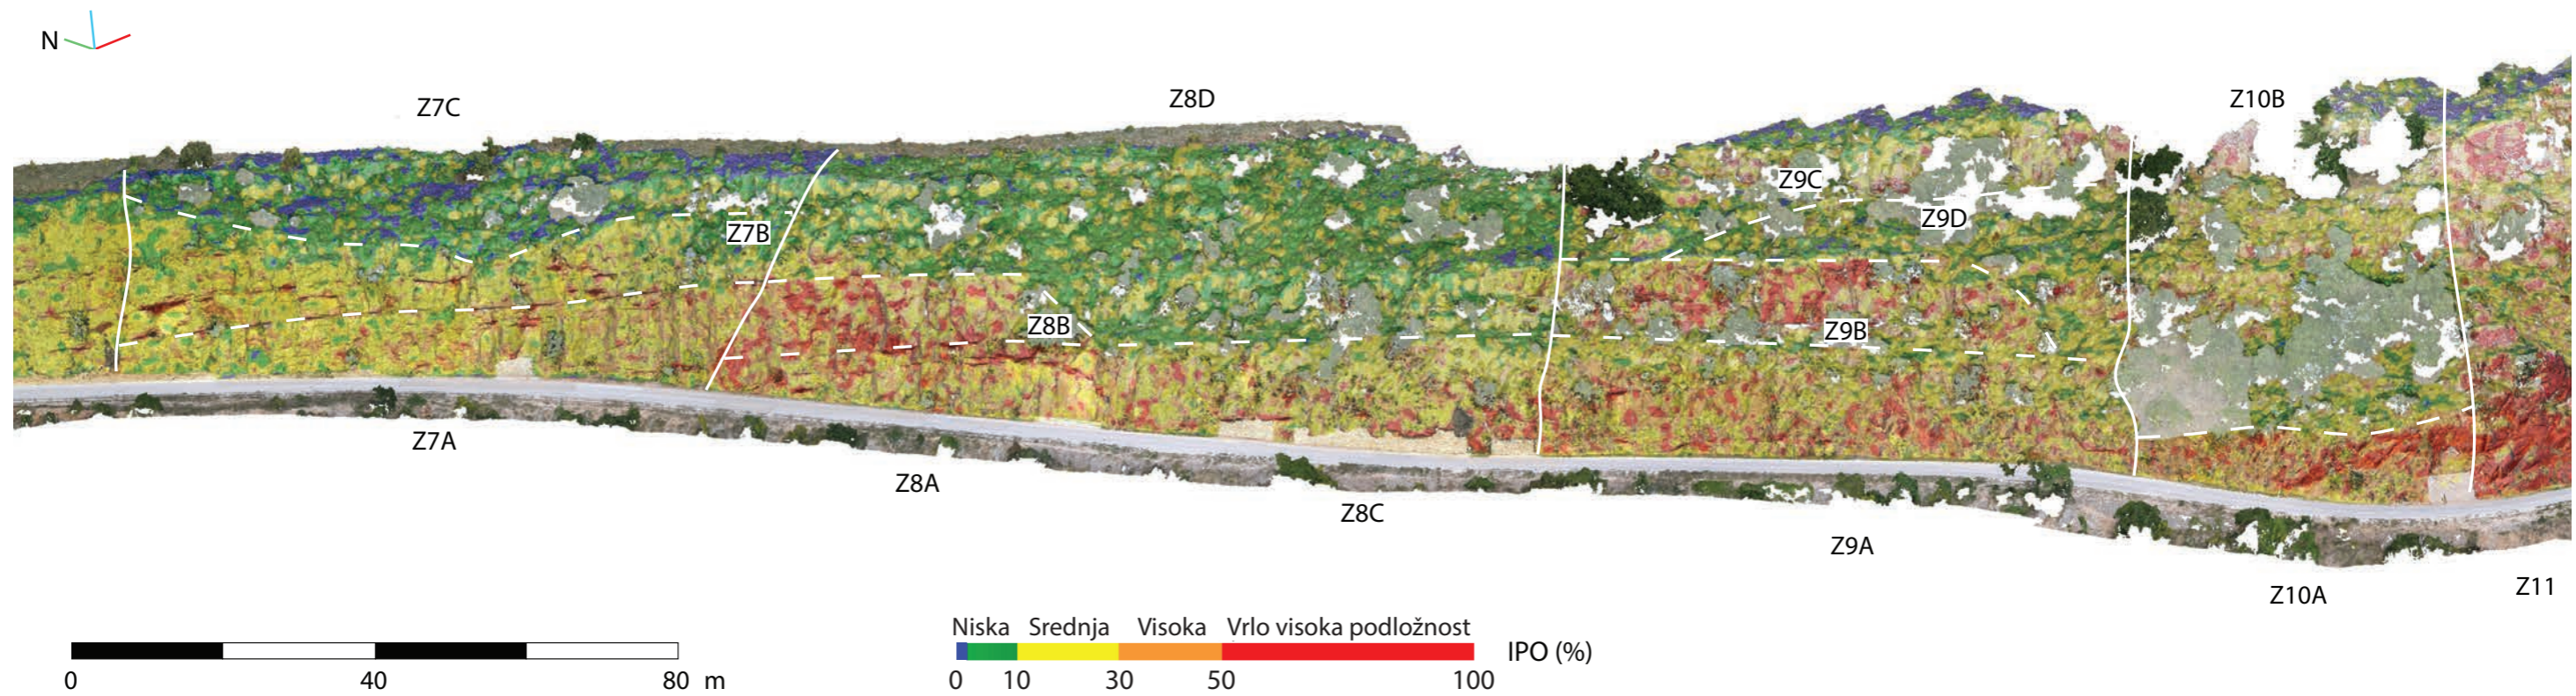 N
Z7C
Z8D
Z10B
Z9C
Z9D
Z7B
Z8B
Z9B
Z7A
Z8A
Z8C
Z9A
Z10A
Z11
Niska Srednja Visoka Vrlo visoka podložnost
IPO (%)
0 40 80 m
0 10 30 50 100